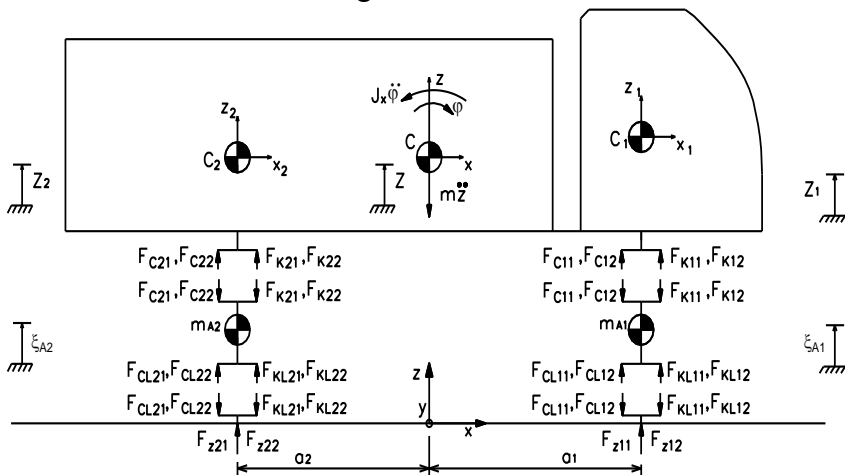 z
z₁
z₂
Jₓφ̈
φ
C₂
x₂
C
x
C₁
x₁
Z₂
Z
mz̈
Z₁
F_C21,F_C22 F_K21,F_K22 F_C11,F_C12 F_K11,F_K12
F_C21,F_C22 F_K21,F_K22 F_C11,F_C12 F_K11,F_K12
m_A2 m_A1
ξ_A2 ξ_A1
F_CL21,F_CL22 F_KL21,F_KL22 z F_CL11,F_CL12 F_KL11,F_KL12
F_CL21,F_CL22 F_KL21,F_KL22 y F_CL11,F_CL12 F_KL11,F_KL12
x
F_z21 F_z22 F_z11 F_z12
a₂ a₁